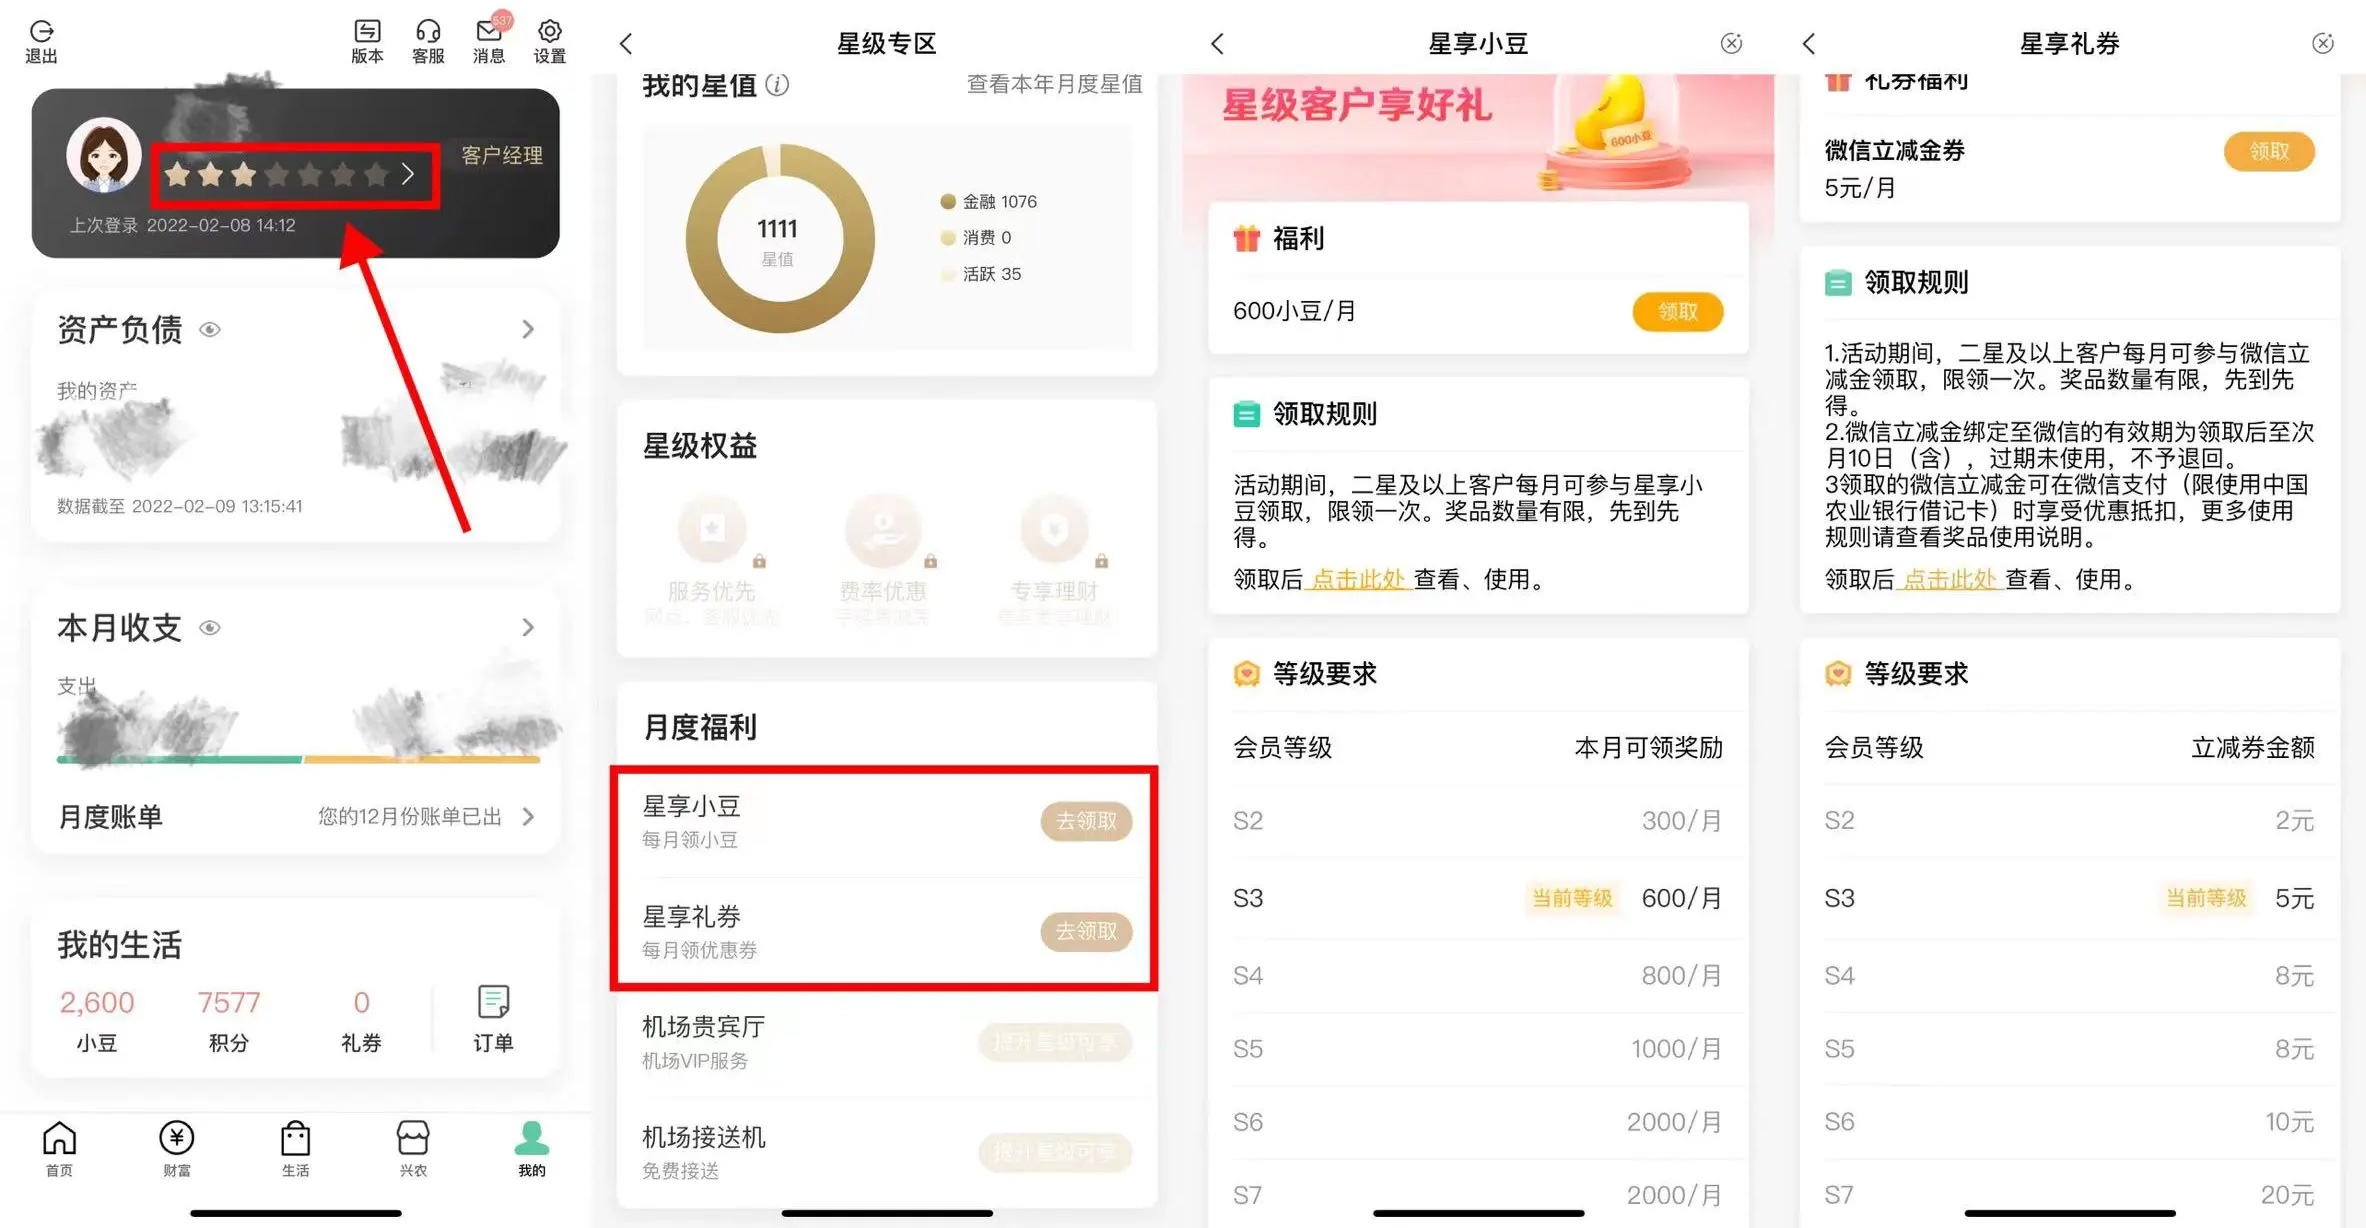 退出
版本
客服
537
消息
设置
客户经理
上次登录 2022-02-08 14:12
资产负债
我的资产
数据截至 2022-02-09 13:15:41
本月收支
支出
月度账单
您的12月份账单已出
我的生活
2,600
7577
0
小豆
积分
礼券
订单
首页
财富
生活
兴农
我的
星级专区
我的星值
查看本年月度星值
1111
星值
金融 1076
消费 0
活跃 35
星级权益
服务优先
费率优惠
专享理财
网点、客服优先
手续费减免
月度福利
星享小豆
每月领小豆
去领取
星享礼券
每月领优惠券
去领取
机场贵宾厅
机场VIP服务
提升星级可享
机场接送机
免费接送
提升星级可享
星享小豆
星级客户享好礼
600小豆
福利
600小豆/月
领取
领取规则
活动期间，二星及以上客户每月可参与星享小
豆领取，限领一次。奖品数量有限，先到先
得。
领取后 点击此处 查看、使用。
等级要求
会员等级
本月可领奖励
S2
300/月
S3
当前等级
600/月
S4
800/月
S5
1000/月
S6
2000/月
S7
2000/月
星享礼券
礼券福利
微信立减金券
5元/月
领取
领取规则
1.活动期间，二星及以上客户每月可参与微信立
减金领取，限领一次。奖品数量有限，先到先
得。
2.微信立减金绑定至微信的有效期为领取后至次
月10日（含），过期未使用，不予退回。
3领取的微信立减金可在微信支付（限使用中国
农业银行借记卡）时享受优惠抵扣，更多使用
规则请查看奖品使用说明。
领取后 点击此处 查看、使用。
等级要求
会员等级
立减券金额
S2
2元
S3
当前等级
5元
S4
8元
S5
8元
S6
10元
S7
20元